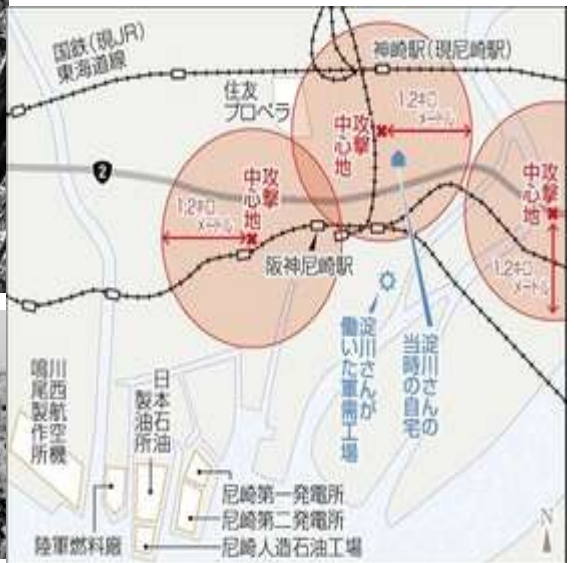 国鉄(現JR)
東海道線
神崎駅(現尼崎駅)
住友
プロペラ
攻撃
中心地
1.2キロ
メートル
2
攻撃
中心地
1.2キロ
メートル
攻撃
中心地
1.2キロ
メートル
阪神尼崎駅
淀川さんの
当時の自宅
淀川さんが
働いた軍需工場
川西航空機
鳴尾製作所
日本石油
製油所
尼崎第一発電所
尼崎第二発電所
尼崎人造石油工場
陸軍燃料廠
N